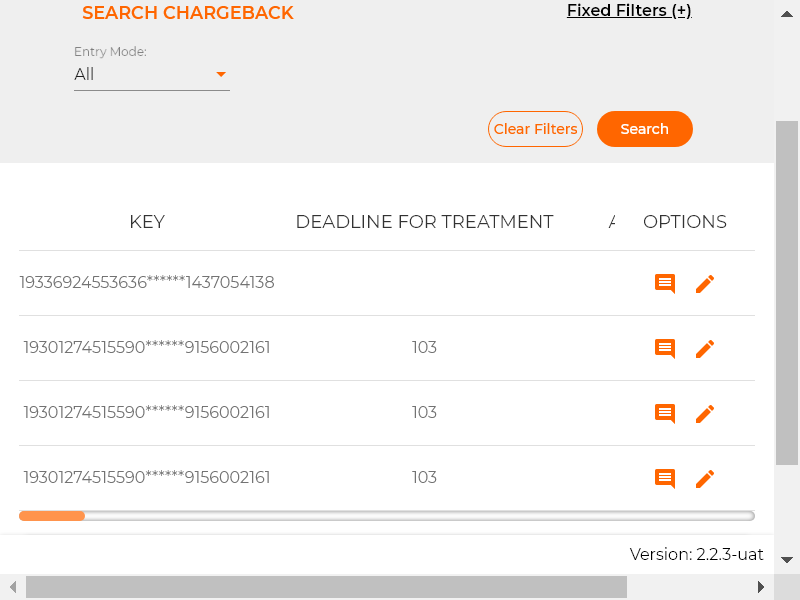 SEARCH CHARGEBACK
Fixed Filters (+)
Entry Mode:
All
Clear Filters
Search
KEY DEADLINE FOR TREATMENT OPTIONS
19336924553636******1437054138
19301274515590******9156002161 103
19301274515590******9156002161 103
19301274515590******9156002161 103
Version: 2.2.3-uat